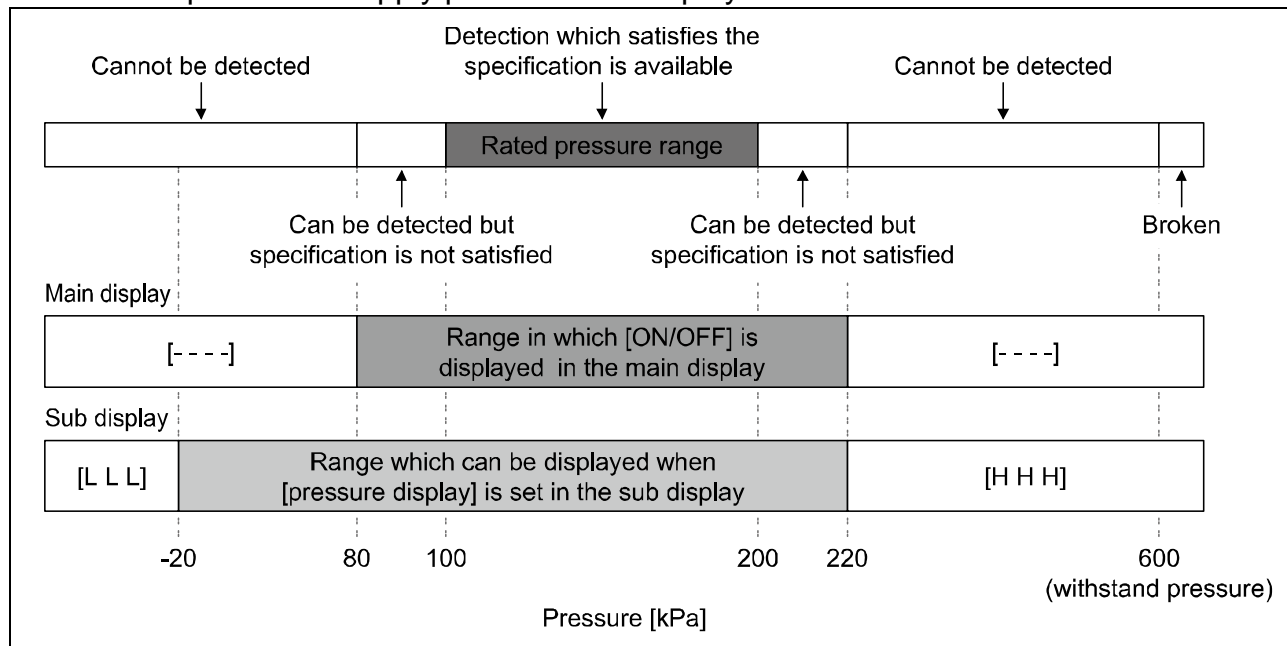 Detection which satisfies the
specification is available
Cannot be detected
Cannot be detected
Rated pressure range
Can be detected but
specification is not satisfied
Can be detected but
specification is not satisfied
Broken
Main display
[- - - -]
Range in which [ON/OFF] is
displayed in the main display
[- - - -]
Sub display
[L L L]
Range which can be displayed when
[pressure display] is set in the sub display
[H H H]
-20
80
100
200
220
600
(withstand pressure)
Pressure [kPa]